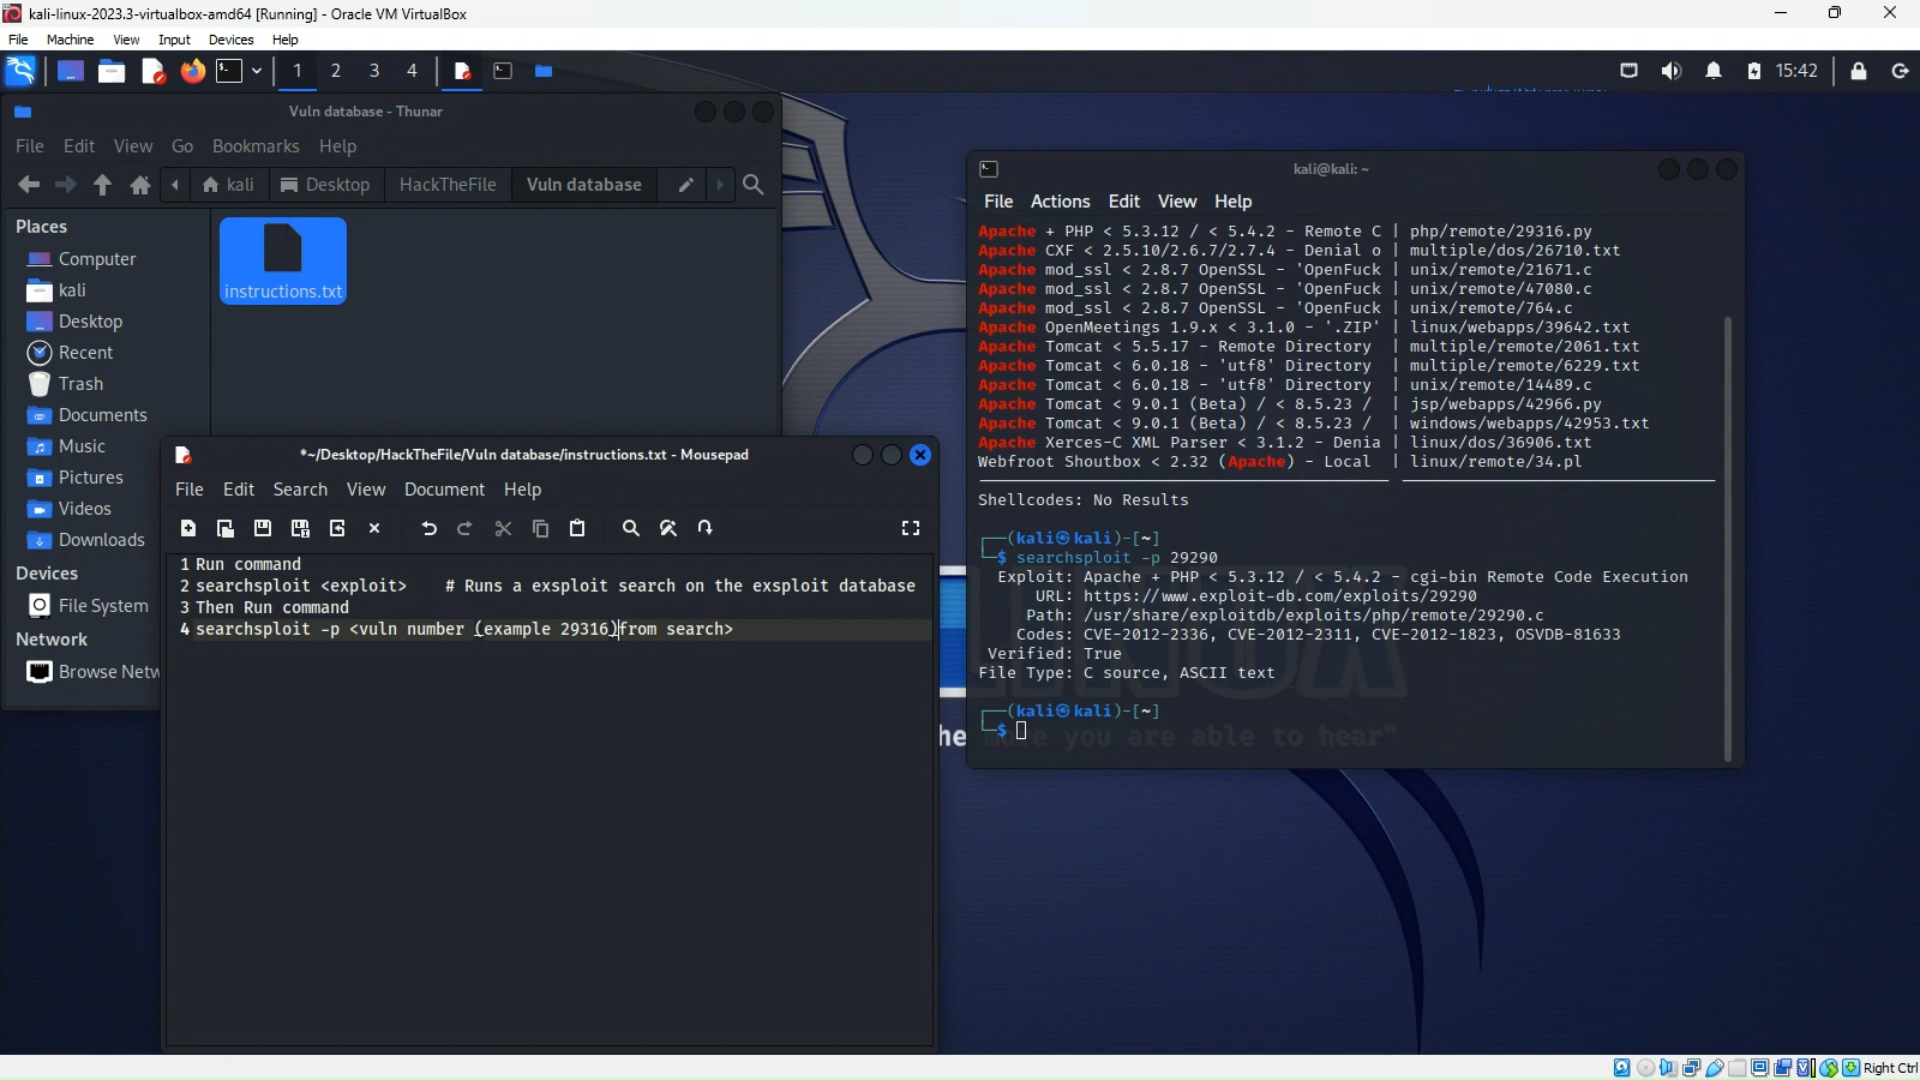 kali-linux-2023.3-virtualbox-amd64 [Running] - Oracle VM VirtualBox
File Machine View Input Devices Help
1 2 3 4
15:42
Vuln database - Thunar
File Edit View Go Bookmarks Help
kali Desktop HackTheFile Vuln database
Places
Computer
kali
Desktop
Recent
Trash
Documents
Music
Pictures
Videos
Downloads
Devices
File System
Network
Browse Netw
instructions.txt
*~/Desktop/HackTheFile/Vuln database/instructions.txt - Mousepad
File Edit Search View Document Help
1 Run command
2 searchsploit <exploit> # Runs a exsploit search on the exsploit database
3 Then Run command
4 searchsploit -p <vuln number (example 29316)from search>
kali@kali: ~
File Actions Edit View Help
Apache + PHP < 5.3.12 / < 5.4.2 - Remote C | php/remote/29316.py
Apache CXF < 2.5.10/2.6.7/2.7.4 - Denial o | multiple/dos/26710.txt
Apache mod_ssl < 2.8.7 OpenSSL - 'OpenFuck | unix/remote/21671.c
Apache mod_ssl < 2.8.7 OpenSSL - 'OpenFuck | unix/remote/47080.c
Apache mod_ssl < 2.8.7 OpenSSL - 'OpenFuck | unix/remote/764.c
Apache OpenMeetings 1.9.x < 3.1.0 - '.ZIP' | linux/webapps/39642.txt
Apache Tomcat < 5.5.17 - Remote Directory | multiple/remote/2061.txt
Apache Tomcat < 6.0.18 - 'utf8' Directory | multiple/remote/6229.txt
Apache Tomcat < 6.0.18 - 'utf8' Directory | unix/remote/14489.c
Apache Tomcat < 9.0.1 (Beta) / < 8.5.23 / | jsp/webapps/42966.py
Apache Tomcat < 9.0.1 (Beta) / < 8.5.23 / | windows/webapps/42953.txt
Apache Xerces-C XML Parser < 3.1.2 - Denia | linux/dos/36906.txt
Webfroot Shoutbox < 2.32 (Apache) - Local | linux/remote/34.pl
Shellcodes: No Results
(kali㉿kali)-[~]
$ searchsploit -p 29290
Exploit: Apache + PHP < 5.3.12 / < 5.4.2 - cgi-bin Remote Code Execution
URL: https://www.exploit-db.com/exploits/29290
Path: /usr/share/exploitdb/exploits/php/remote/29290.c
Codes: CVE-2012-2336, CVE-2012-2311, CVE-2012-1823, OSVDB-81633
Verified: True
File Type: C source, ASCII text
(kali㉿kali)-[~]
$
he more you are able to hear"
Right Ctrl